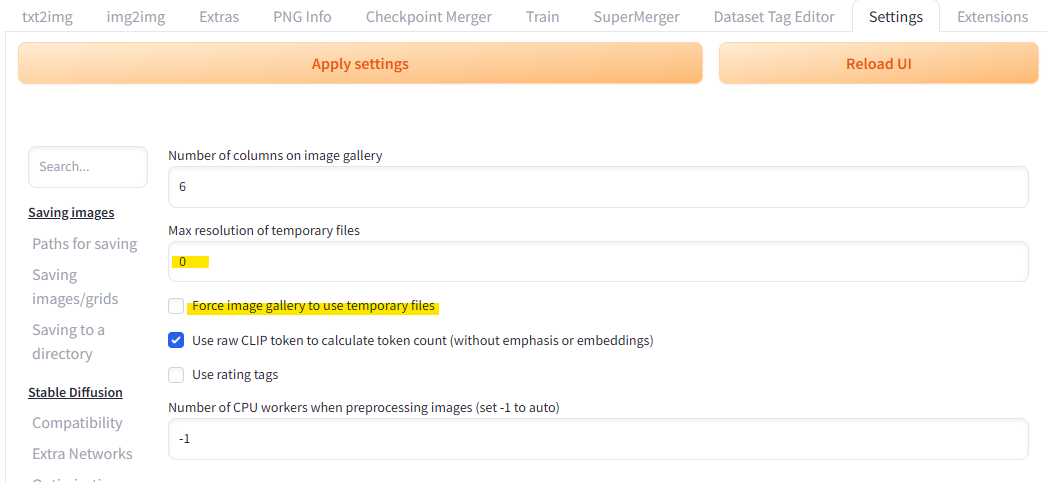 txt2img img2img Extras PNG Info Checkpoint Merger Train SuperMerger Dataset Tag Editor Settings Extensions
Apply settings Reload UI
Search...
Saving images
Paths for saving
Saving
images/grids
Saving to a
directory
Stable Diffusion
Compatibility
Extra Networks
Number of columns on image gallery
6
Max resolution of temporary files
0
Force image gallery to use temporary files
Use raw CLIP token to calculate token count (without emphasis or embeddings)
Use rating tags
Number of CPU workers when preprocessing images (set -1 to auto)
-1